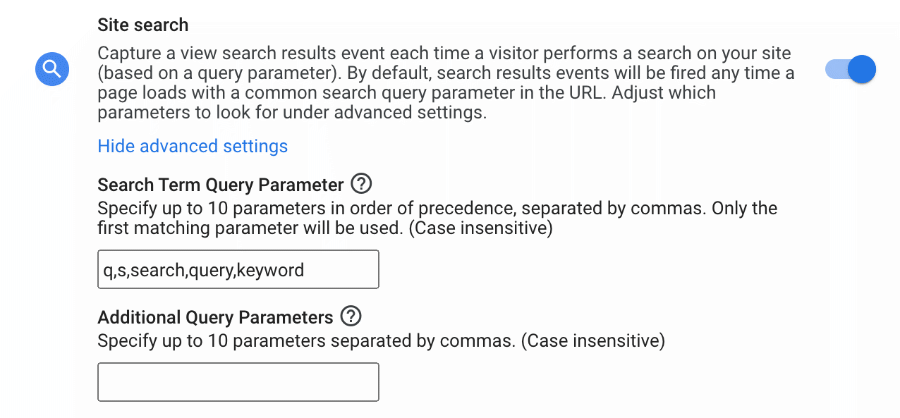 Site search
Capture a view search results event each time a visitor performs a search on your site
(based on a query parameter). By default, search results events will be fired any time a
page loads with a common search query parameter in the URL. Adjust which
parameters to look for under advanced settings.
Hide advanced settings
Search Term Query Parameter ?
Specify up to 10 parameters in order of precedence, separated by commas. Only the
first matching parameter will be used. (Case insensitive)
q,s,search,query,keyword
Additional Query Parameters ?
Specify up to 10 parameters separated by commas. (Case insensitive)